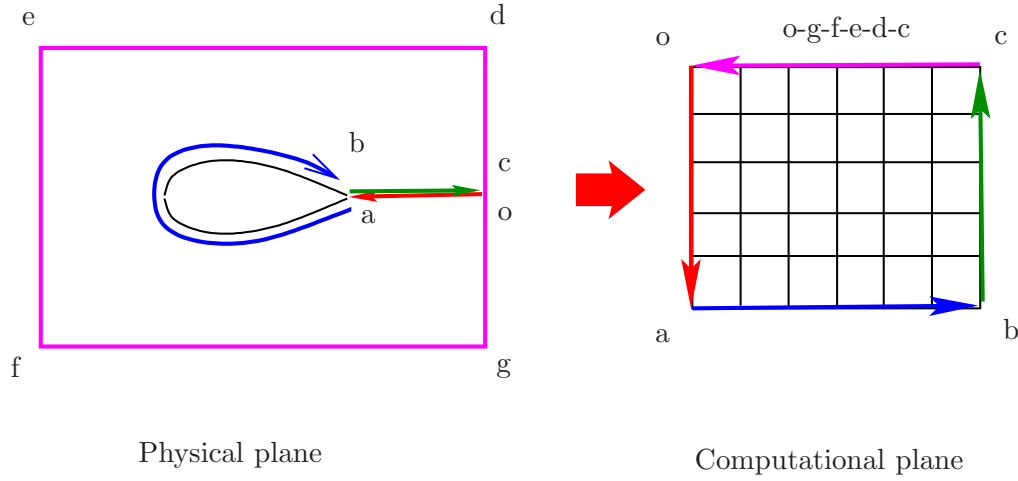 e
d
b
c
a
o
f
g
Physical plane
o
o-g-f-e-d-c
c
a
b
Computational plane